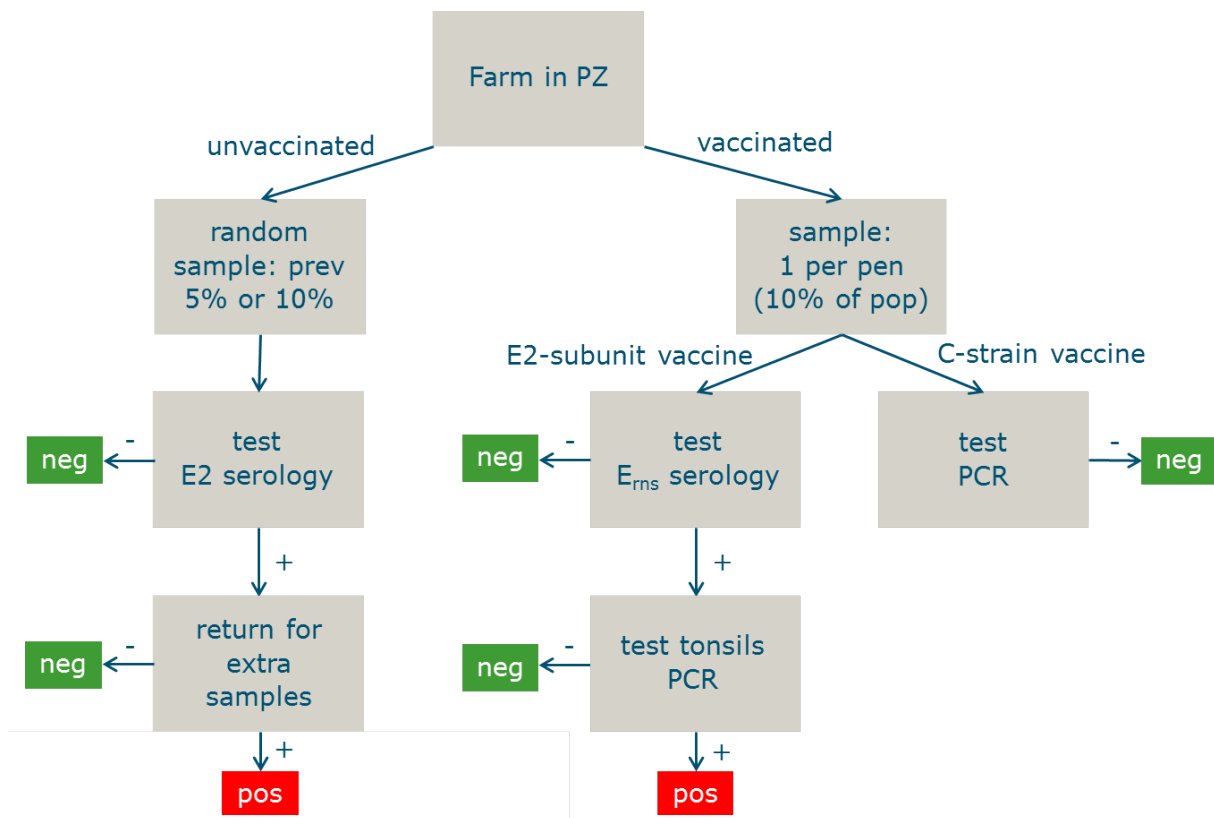 Farm in PZ
unvaccinated
vaccinated
random
sample: prev
5% or 10%
sample:
1 per pen
(10% of pop)
E2-subunit vaccine
C-strain vaccine
neg
-
test
E2 serology
neg
-
test
Erns serology
test
PCR
-
neg
+
+
neg
-
return for
extra
samples
neg
-
test tonsils
PCR
+
+
pos
pos